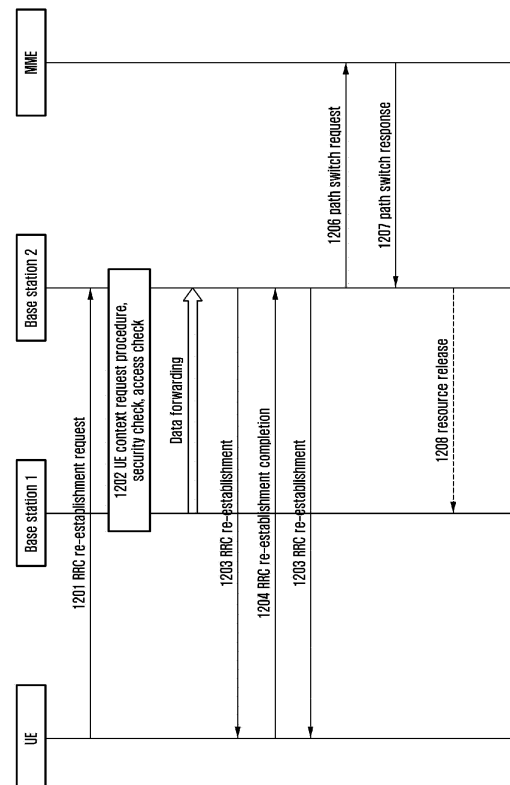 UE
Base station 1
Base station 2
MME
1201 RRC re-establishment request
1202 UE context request procedure,
security check, access check
Data forwarding
1203 RRC re-establishment
1204 RRC re-establishment completion
1203 RRC re-establishment
1206 path switch request
1207 path switch response
1208 resource release